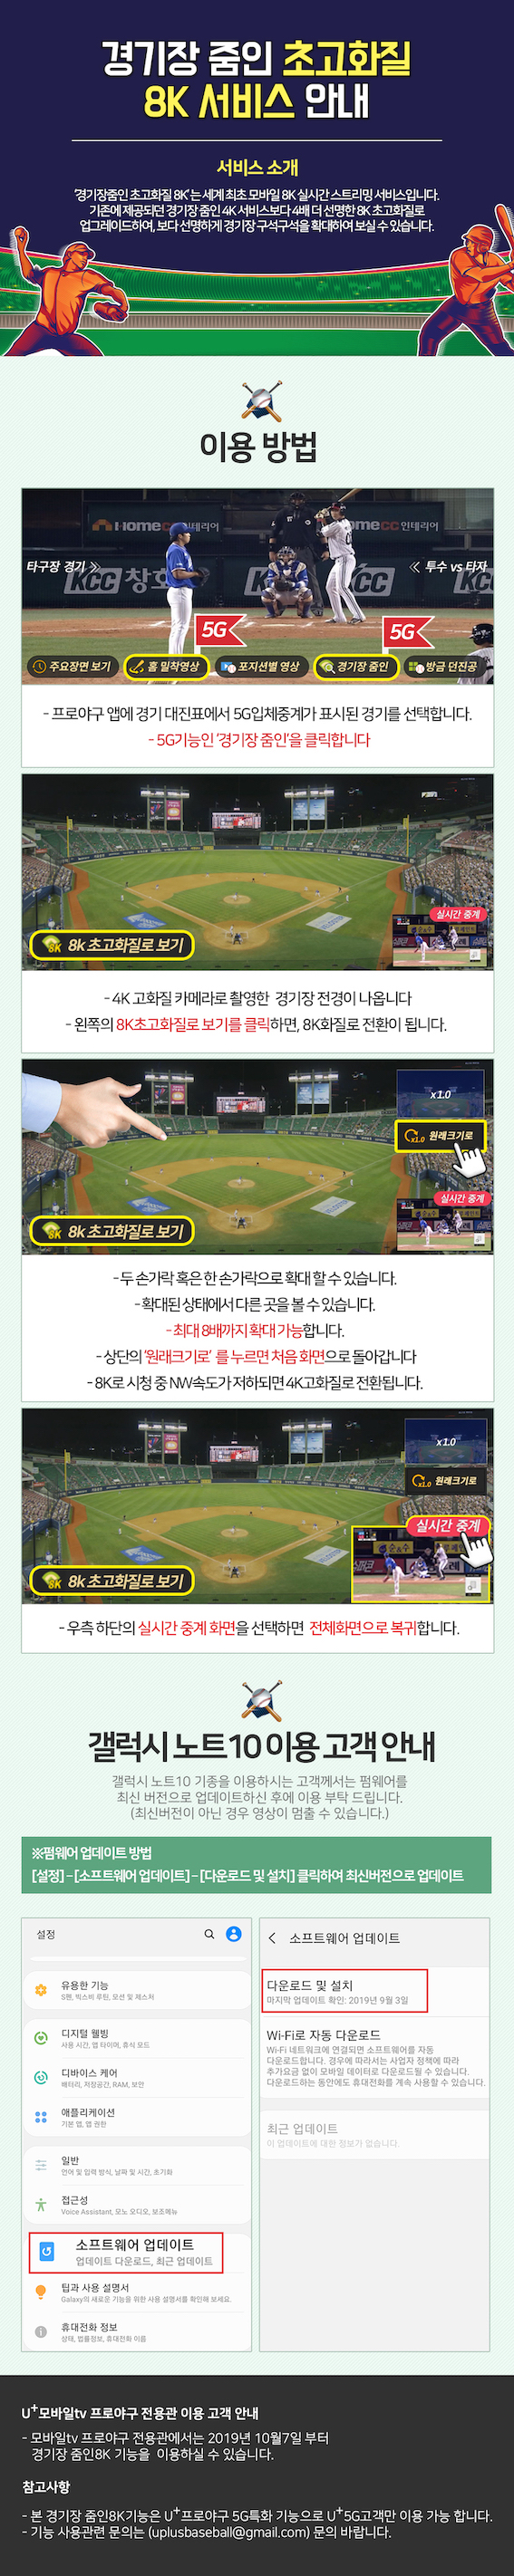 경기장 줌인 초고화질
8K 서비스 안내
서비스 소개
'경기장줌인 초고화질 8K'는 세계 최초 모바일 8K 실시간 스트리밍 서비스입니다.
기존에 제공되던 경기장 줌인 4K 서비스보다 4배 더 선명한 8K 초고화질로
업그레이드하여, 보다 선명하게 경기장 구석구석을 확대하여 보실 수 있습니다.
이용 방법
타구장 경기
투수 vs 타자
5G
5G
주요장면 보기
홈 밀착영상
포지션별 영상
경기장 줌인
방금 던진공
- 프로야구 앱에 경기 대진표에서 5G입체중계가 표시된 경기를 선택합니다.
- 5G기능인 '경기장 줌인'을 클릭합니다
실시간 중계
8K 8k 초고화질로 보기
- 4K 고화질 카메라로 촬영한 경기장 전경이 나옵니다
- 왼쪽의 8K초고화질로 보기를 클릭하면, 8K화질로 전환이 됩니다.
x1.0
x1.0 원래크기로
실시간 중계
8K 8k 초고화질로 보기
- 두 손가락 혹은 한 손가락으로 확대 할 수 있습니다.
- 확대된 상태에서 다른 곳을 볼 수 있습니다.
- 최대 8배까지 확대 가능합니다.
- 상단의 '원래크기로' 를 누르면 처음 화면으로 돌아갑니다
- 8K로 시청 중 NW속도가 저하되면 4K고화질로 전환됩니다.
x1.0
x1.0 원래크기로
실시간 중계
8K 8k 초고화질로 보기
- 우측 하단의 실시간 중계 화면을 선택하면 전체화면으로 복귀합니다.
갤럭시 노트10 이용 고객 안내
갤럭시 노트10 기종을 이용하시는 고객께서는 펌웨어를
최신 버전으로 업데이트하신 후에 이용 부탁 드립니다.
(최신버전이 아닌 경우 영상이 멈출 수 있습니다.)
※펌웨어 업데이트 방법
[설정] - [소프트웨어 업데이트] - [다운로드 및 설치] 클릭하여 최신버전으로 업데이트
설정
유용한 기능
S펜, 빅스비 루틴, 모션 및 제스처
디지털 웰빙
사용 시간, 앱 타이머, 휴식 모드
디바이스 케어
배터리, 저장공간, RAM, 보안
애플리케이션
기본 앱, 앱 권한
일반
언어 및 입력 방식, 날짜 및 시간, 초기화
접근성
Voice Assistant, 모노 오디오, 보조메뉴
소프트웨어 업데이트
업데이트 다운로드, 최근 업데이트
팁과 사용 설명서
Galaxy의 새로운 기능을 위한 사용 설명서를 확인해 보세요.
휴대전화 정보
상태, 법률정보, 휴대전화 이름
소프트웨어 업데이트
다운로드 및 설치
마지막 업데이트 확인: 2019년 9월 3일
Wi-Fi로 자동 다운로드
Wi-Fi 네트워크에 연결되면 소프트웨어를 자동
다운로드합니다. 경우에 따라서는 사업자 정책에 따라
추가요금 없이 모바일 데이터로 다운로드될 수 있습니다.
다운로드하는 동안에도 휴대전화를 계속 사용할 수 있습니다.
최근 업데이트
이 업데이트에 대한 정보가 없습니다.
U+모바일tv 프로야구 전용관 이용 고객 안내
- 모바일tv 프로야구 전용관에서는 2019년 10월7일 부터
경기장 줌인8K 기능을 이용하실 수 있습니다.
참고사항
- 본 경기장 줌인8K기능은 U+프로야구 5G특화 기능으로 U+5G고객만 이용 가능 합니다.
- 기능 사용관련 문의는 (uplusbaseball@gmail.com) 문의 바랍니다.